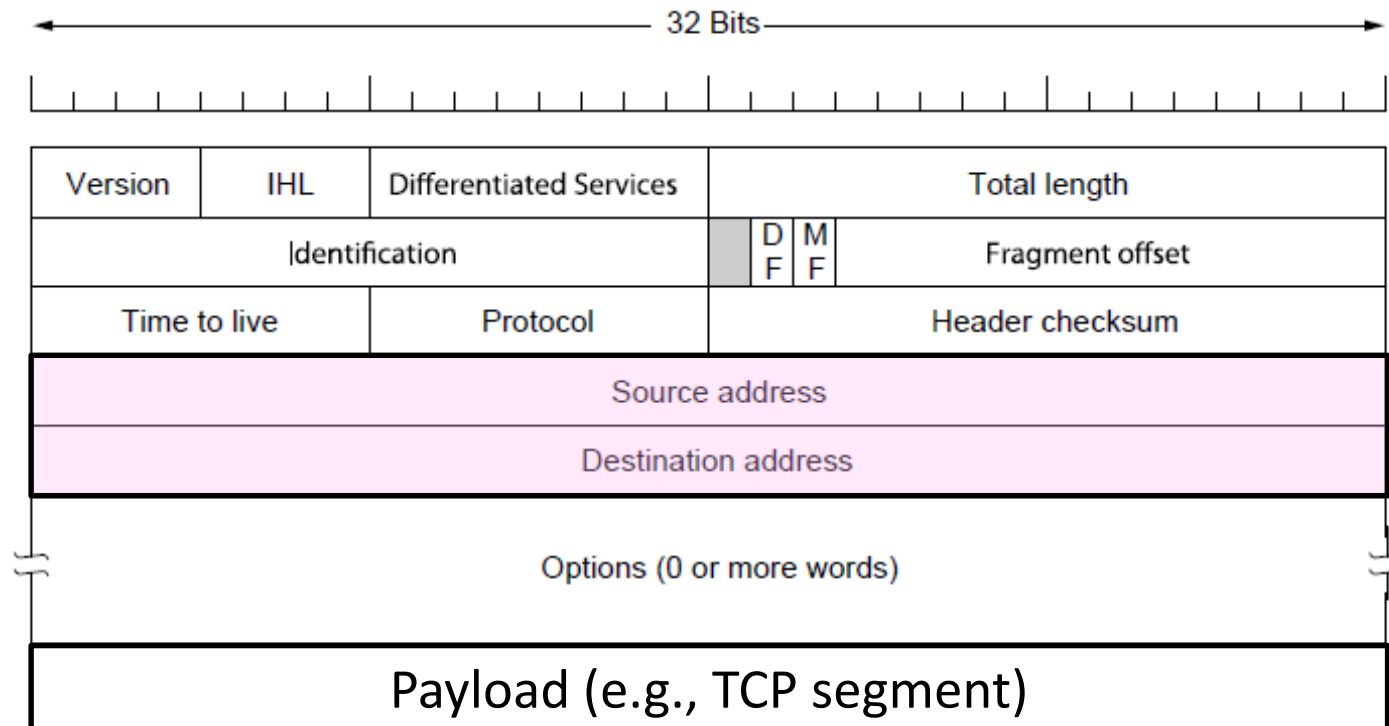 32 Bits
Version IHL Differentiated Services Total length
Identification D F M F Fragment offset
Time to live Protocol Header checksum
Source address
Destination address
Options (0 or more words)
Payload (e.g., TCP segment)